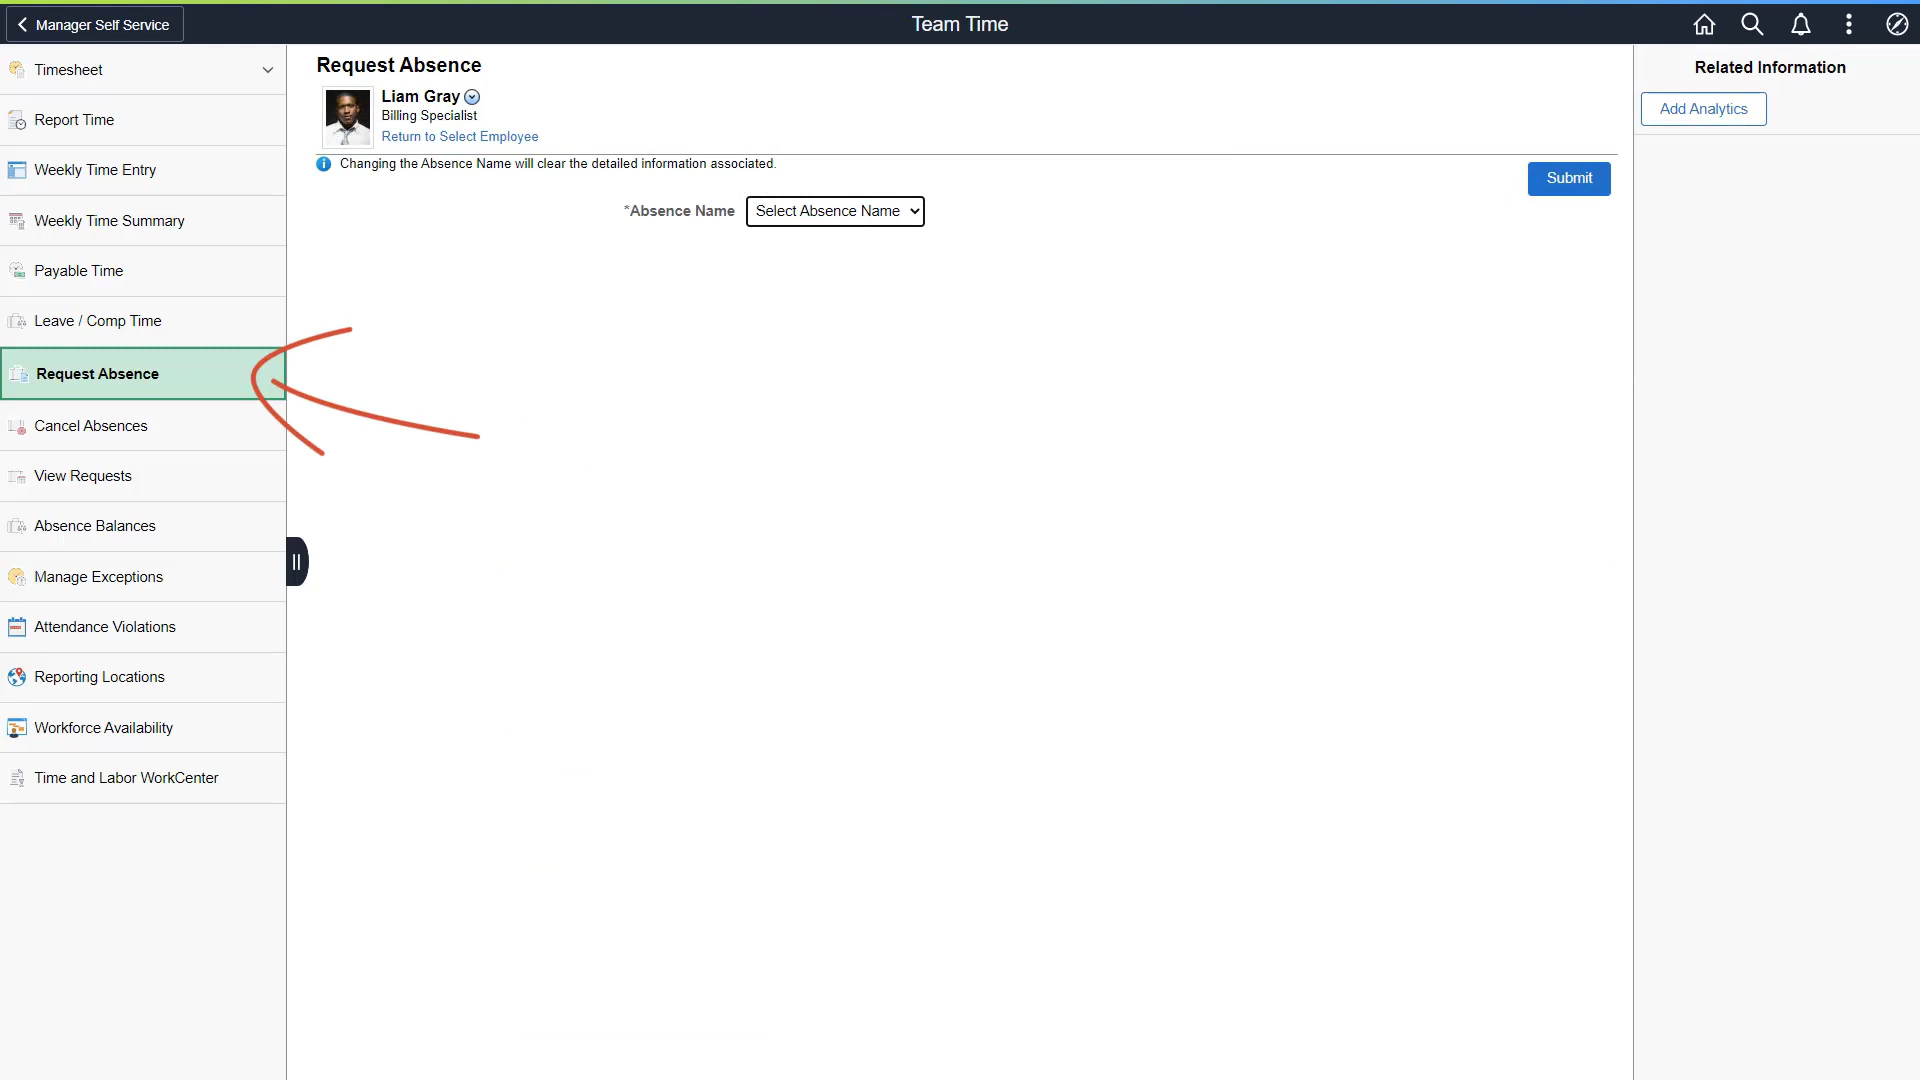 Manager Self Service
Team Time
Timesheet
Report Time
Weekly Time Entry
Weekly Time Summary
Payable Time
Leave / Comp Time
Request Absence
Cancel Absences
View Requests
Absence Balances
Manage Exceptions
Attendance Violations
Reporting Locations
Workforce Availability
Time and Labor WorkCenter
Request Absence
Liam Gray
Billing Specialist
Return to Select Employee
Changing the Absence Name will clear the detailed information associated.
Submit
*Absence Name Select Absence Name
Related Information
Add Analytics